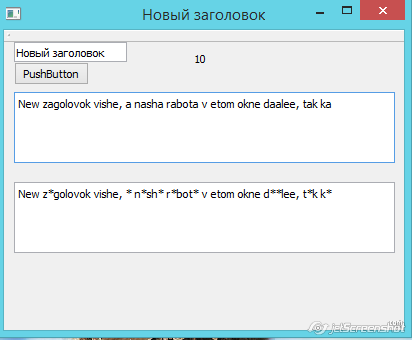 Новый заголовок
Новый заголовок
10
PushButton
New zagolovok vishe, a nasha rabota v etom okne daalee, tak ka
New z*golovok vishe, * n*sh* r*bot* v etom okne d**lee, t*k k*
jetScreenshot